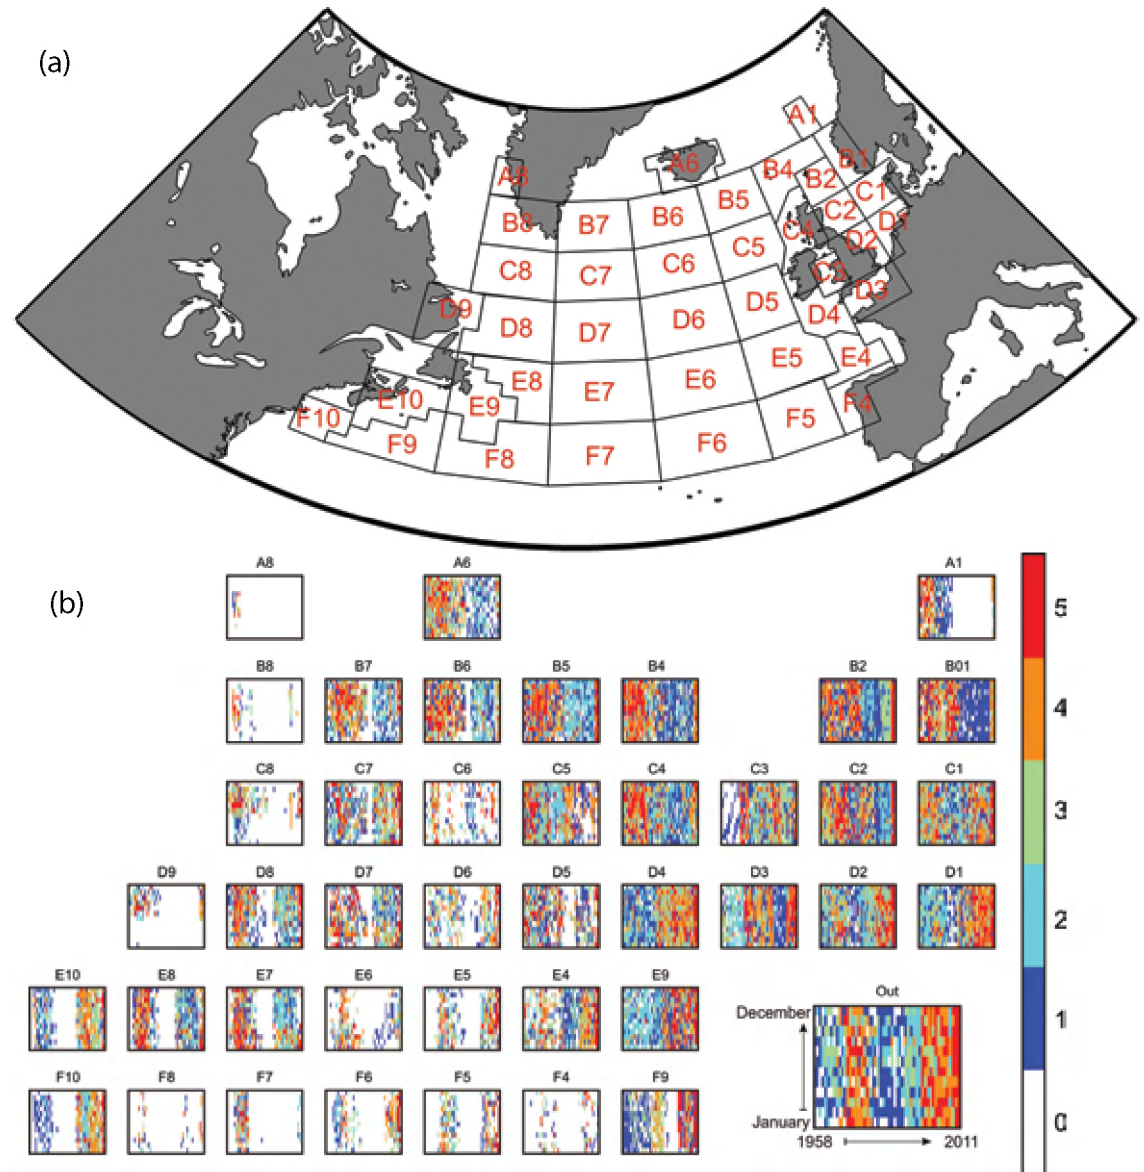 (a)
A1
A6
A8
B4
B1
B2
C1
B5
B6
B7
B8
C2
D1
C4
C5
D2
C6
C7
C8
C3
D3
D9
D8
D7
D6
D5
D4
E8
E7
E6
E5
E4
E10
E9
F10
F9
F8
F7
F6
F5
F4
(b)
A8 A6 A1
B8 B7 B6 B5 B4 B2 B01
C8 C7 C6 C5 C4 C3 C2 C1
D9 D8 D7 D6 D5 D4 D3 D2 D1
E10 E8 E7 E6 E5 E4 E9
F10 F8 F7 F6 F5 F4 F9
Out
December
January
1958 2011
5
4
3
2
1
0